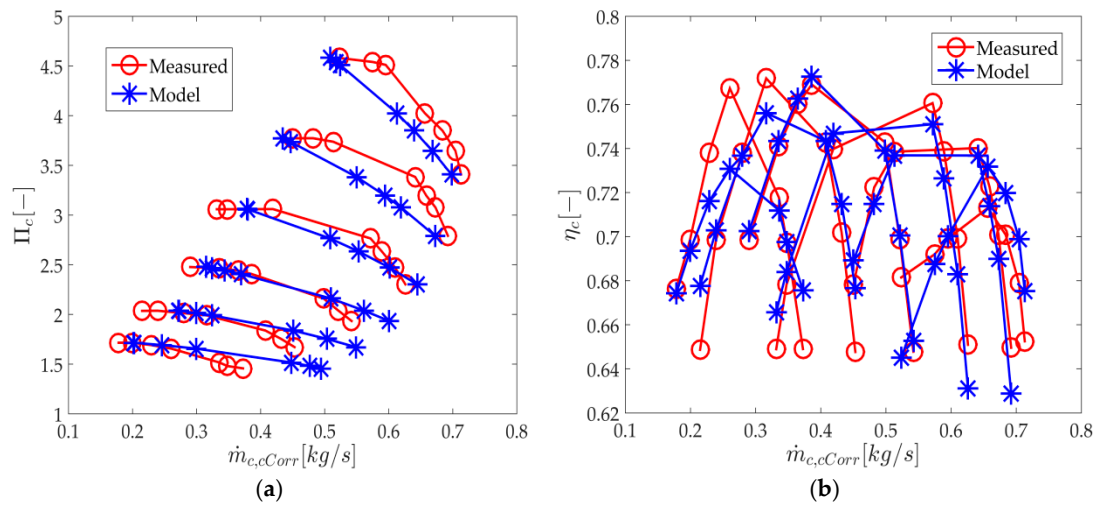 5
4.5
4
3.5
3
2.5
2
1.5
1
Π_c [−]
Measured
Model
0.1 0.2 0.3 0.4 0.5 0.6 0.7 0.8
ṁ_{c,cCorr}[kg/s]
(a)
0.8
0.78
0.76
0.74
0.72
0.7
0.68
0.66
0.64
0.62
η_c [−]
Measured
Model
0.1 0.2 0.3 0.4 0.5 0.6 0.7 0.8
ṁ_{c,cCorr}[kg/s]
(b)